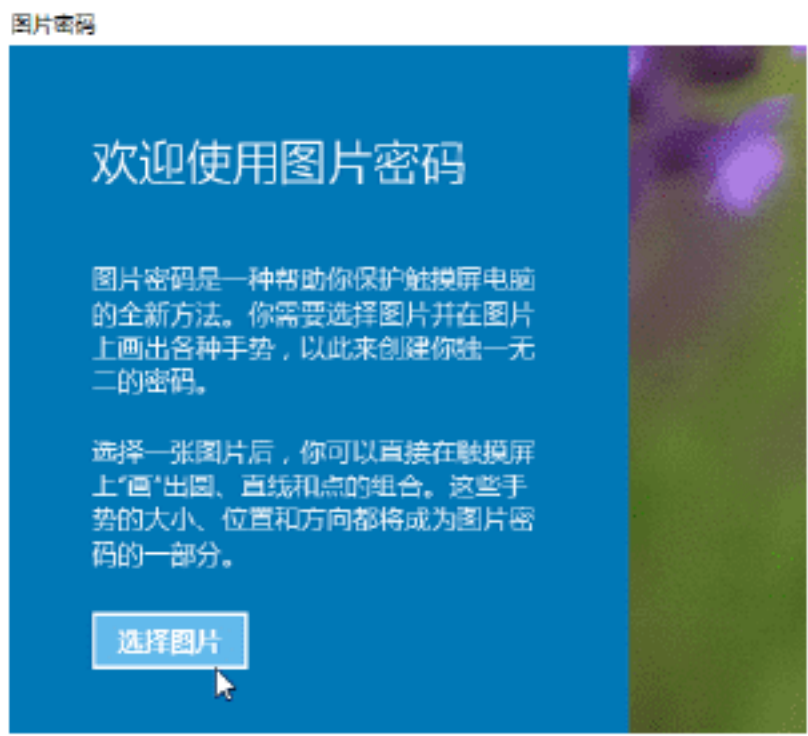 图片密码
欢迎使用图片密码
图片密码是一种帮助你保护触摸屏电脑
的全新方法。你需要选择图片并在图片
上画出各种手势，以此来创建你独一无
二的密码。
选择一张图片后，你可以直接在触摸屏
上"画"出圆、直线和点的组合。这些手
势的大小、位置和方向都将成为图片密
码的一部分。
选择图片